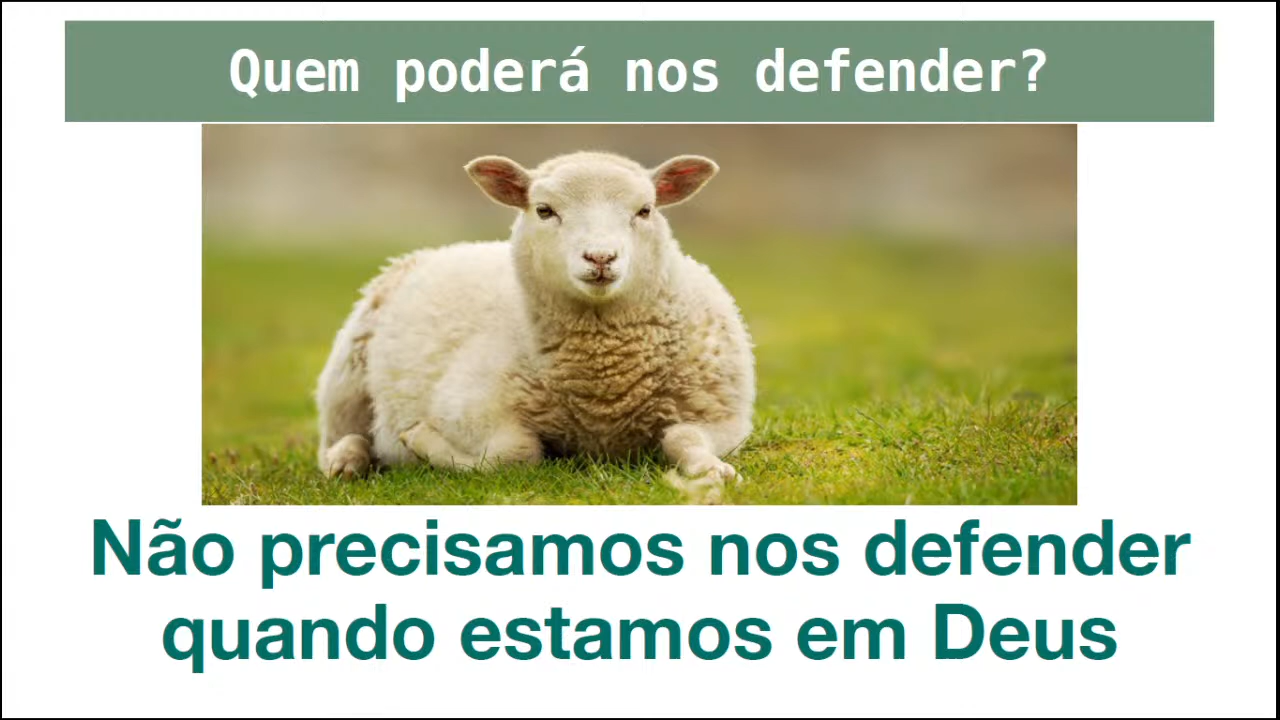 Quem poderá nos defender?
Não precisamos nos defender
quando estamos em Deus